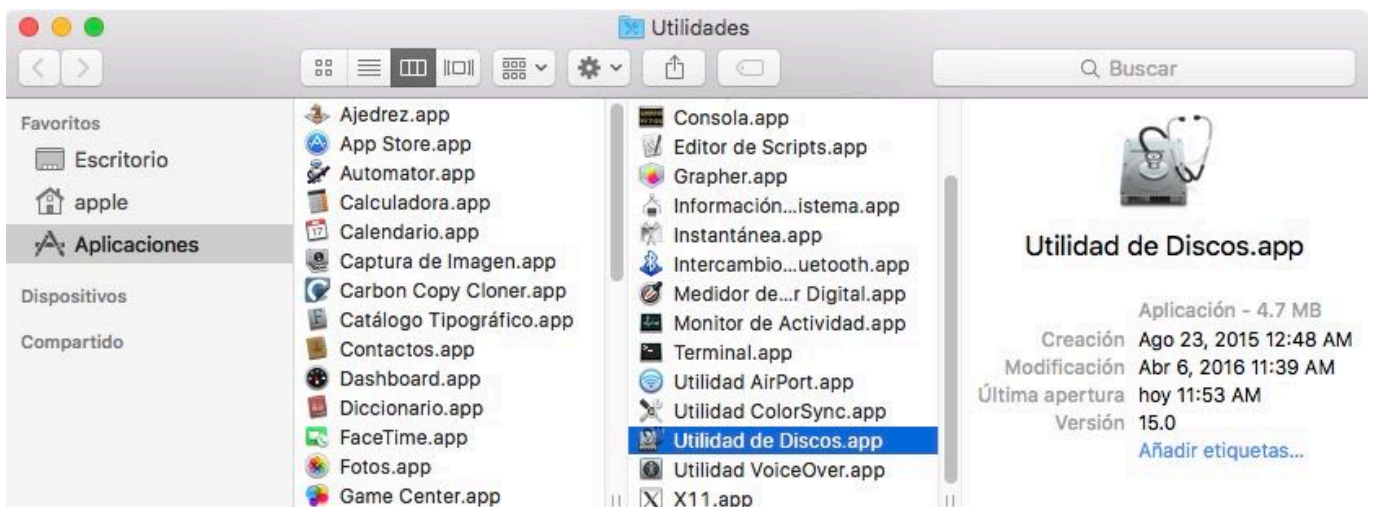 Utilidades
Buscar
Favoritos
Escritorio
apple
Aplicaciones
Dispositivos
Compartido
Ajedrez.app
App Store.app
Automator.app
Calculadora.app
Calendario.app
Captura de Imagen.app
Carbon Copy Cloner.app
Catálogo Tipográfico.app
Contactos.app
Dashboard.app
Diccionario.app
FaceTime.app
Fotos.app
Game Center.app
Consola.app
Editor de Scripts.app
Grapher.app
Información...istema.app
Instantánea.app
Intercambio...uetooth.app
Medidor de...r Digital.app
Monitor de Actividad.app
Terminal.app
Utilidad AirPort.app
Utilidad ColorSync.app
Utilidad de Discos.app
Utilidad VoiceOver.app
X11.app
Utilidad de Discos.app
Aplicación - 4.7 MB
Creación Ago 23, 2015 12:48 AM
Modificación Abr 6, 2016 11:39 AM
Última apertura hoy 11:53 AM
Versión 15.0
Añadir etiquetas...